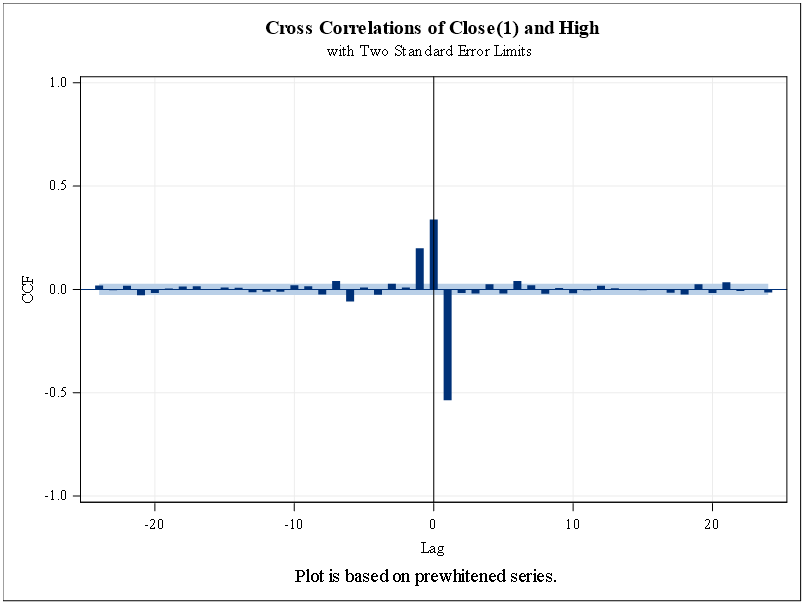 Cross Correlations of Close(1) and High
with Two Standard Error Limits
1.0
0.5
0.0
-0.5
-1.0
CCF
-20 -10 0 10 20
Lag
Plot is based on prewhitened series.